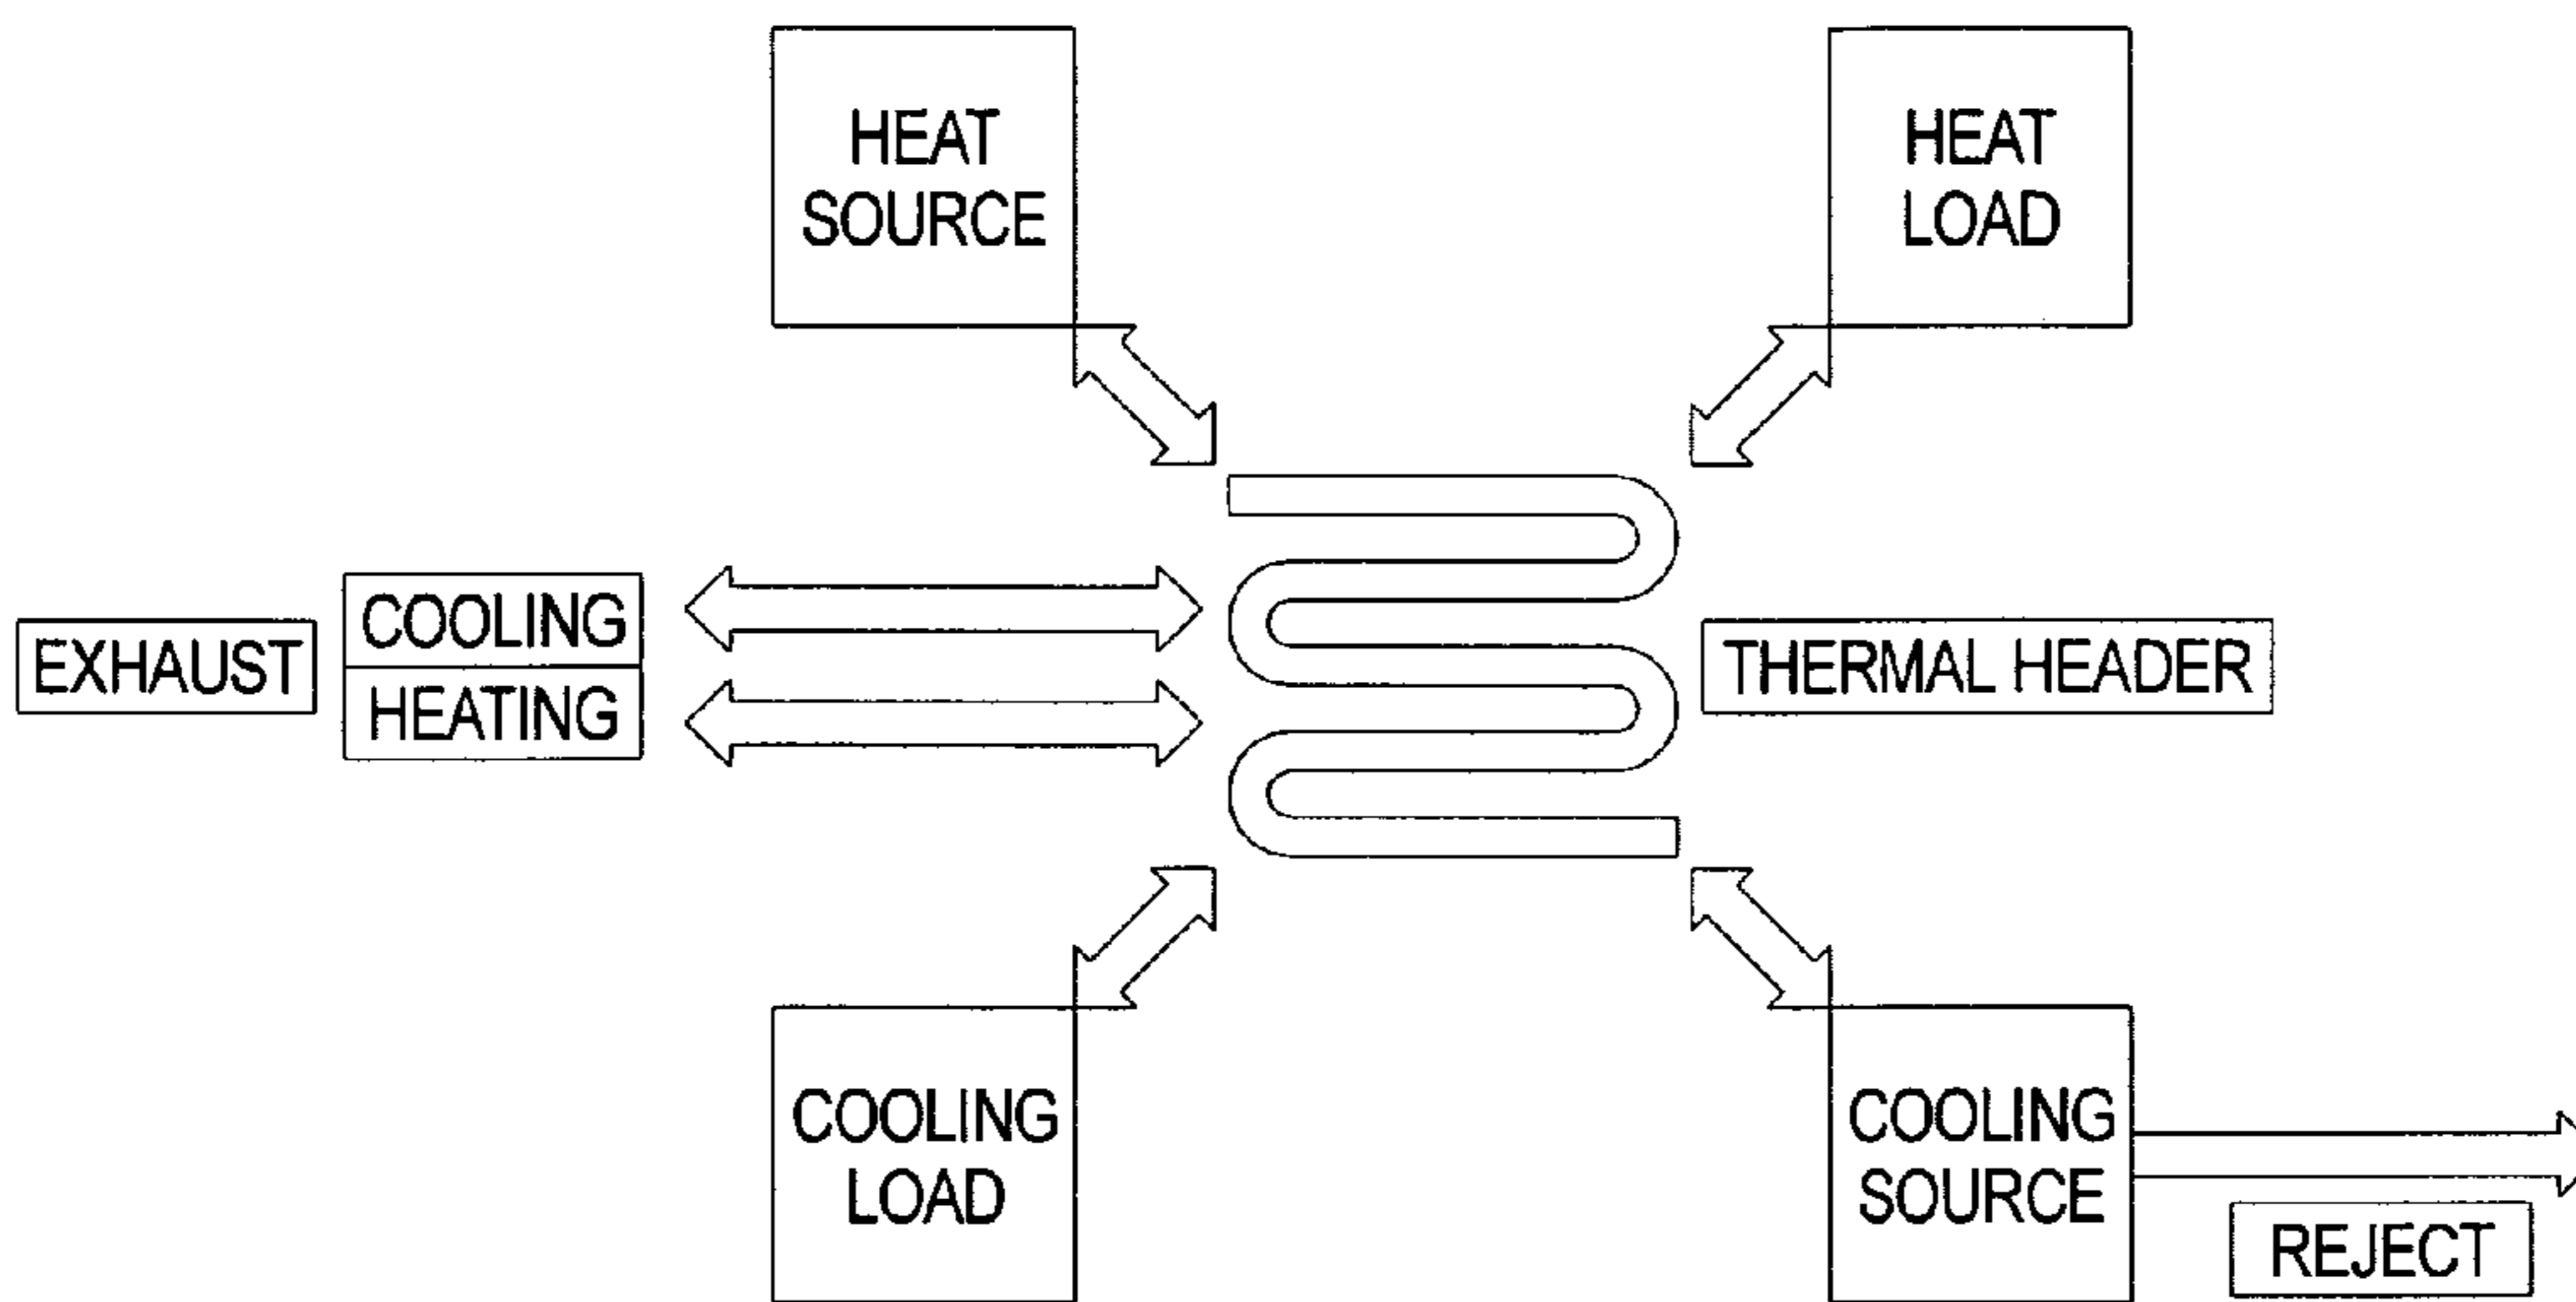 HEAT
SOURCE
HEAT
LOAD
EXHAUST
COOLING
HEATING
THERMAL HEADER
COOLING
LOAD
COOLING
SOURCE
REJECT